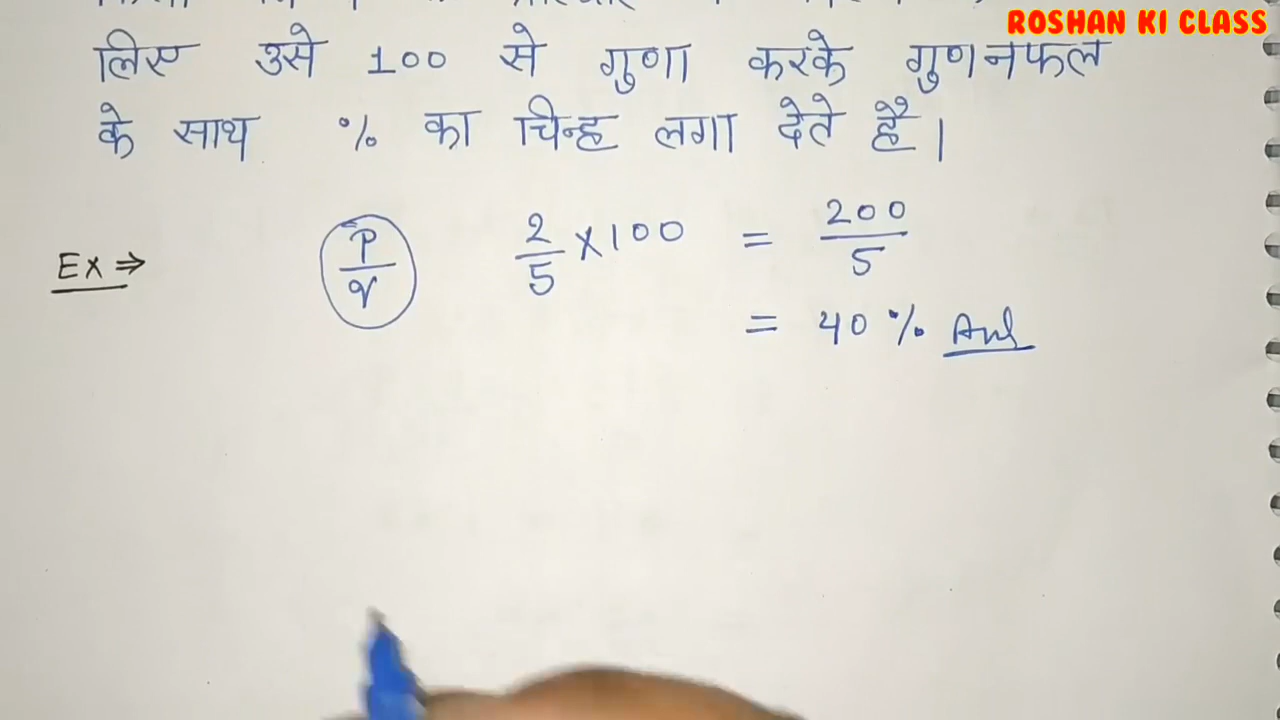 ROSHAN KI CLASS
लिए उसे 100 से गुणा करके गुणनफल
के साथ % का चिन्ह लगा देते है।
Ex ⇒ p/q 2/5 × 100 = 200/5
= 40 % Ans